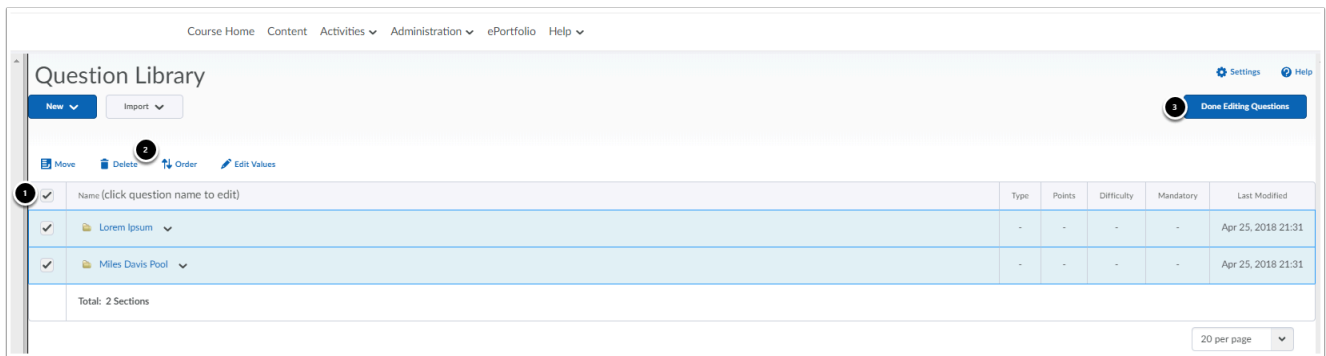 Course Home Content Activities Administration ePortfolio Help
Question Library
Settings Help
New Import
3 Done Editing Questions
2
Move Delete Order Edit Values
1 Name (click question name to edit) Type Points Difficulty Mandatory Last Modified
Lorem Ipsum - - - - Apr 25, 2018 21:31
Miles Davis Pool - - - - Apr 25, 2018 21:31
Total: 2 Sections
20 per page